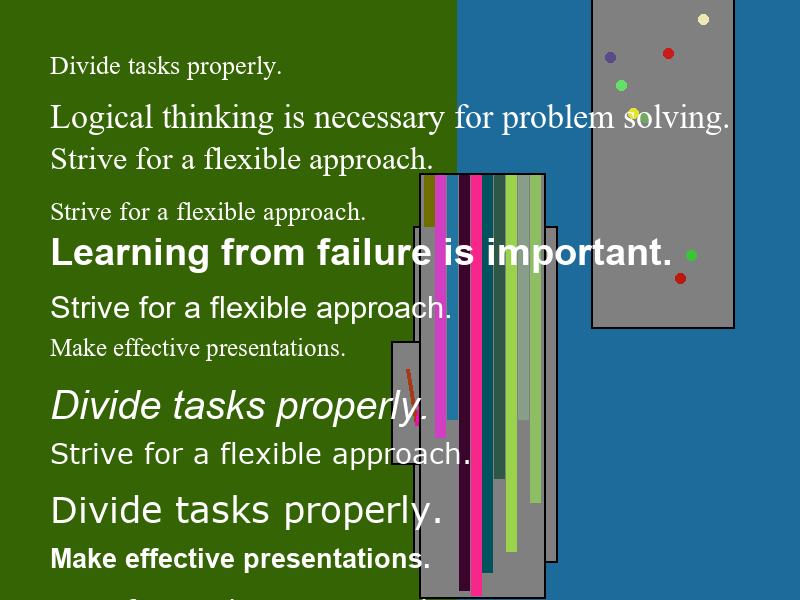 Divide tasks properly.
Logical thinking is necessary for problem solving.
Strive for a flexible approach.
Strive for a flexible approach.
Learning from failure is important.
Strive for a flexible approach.
Make effective presentations.
Divide tasks properly.
Strive for a flexible approach.
Divide tasks properly.
Make effective presentations.